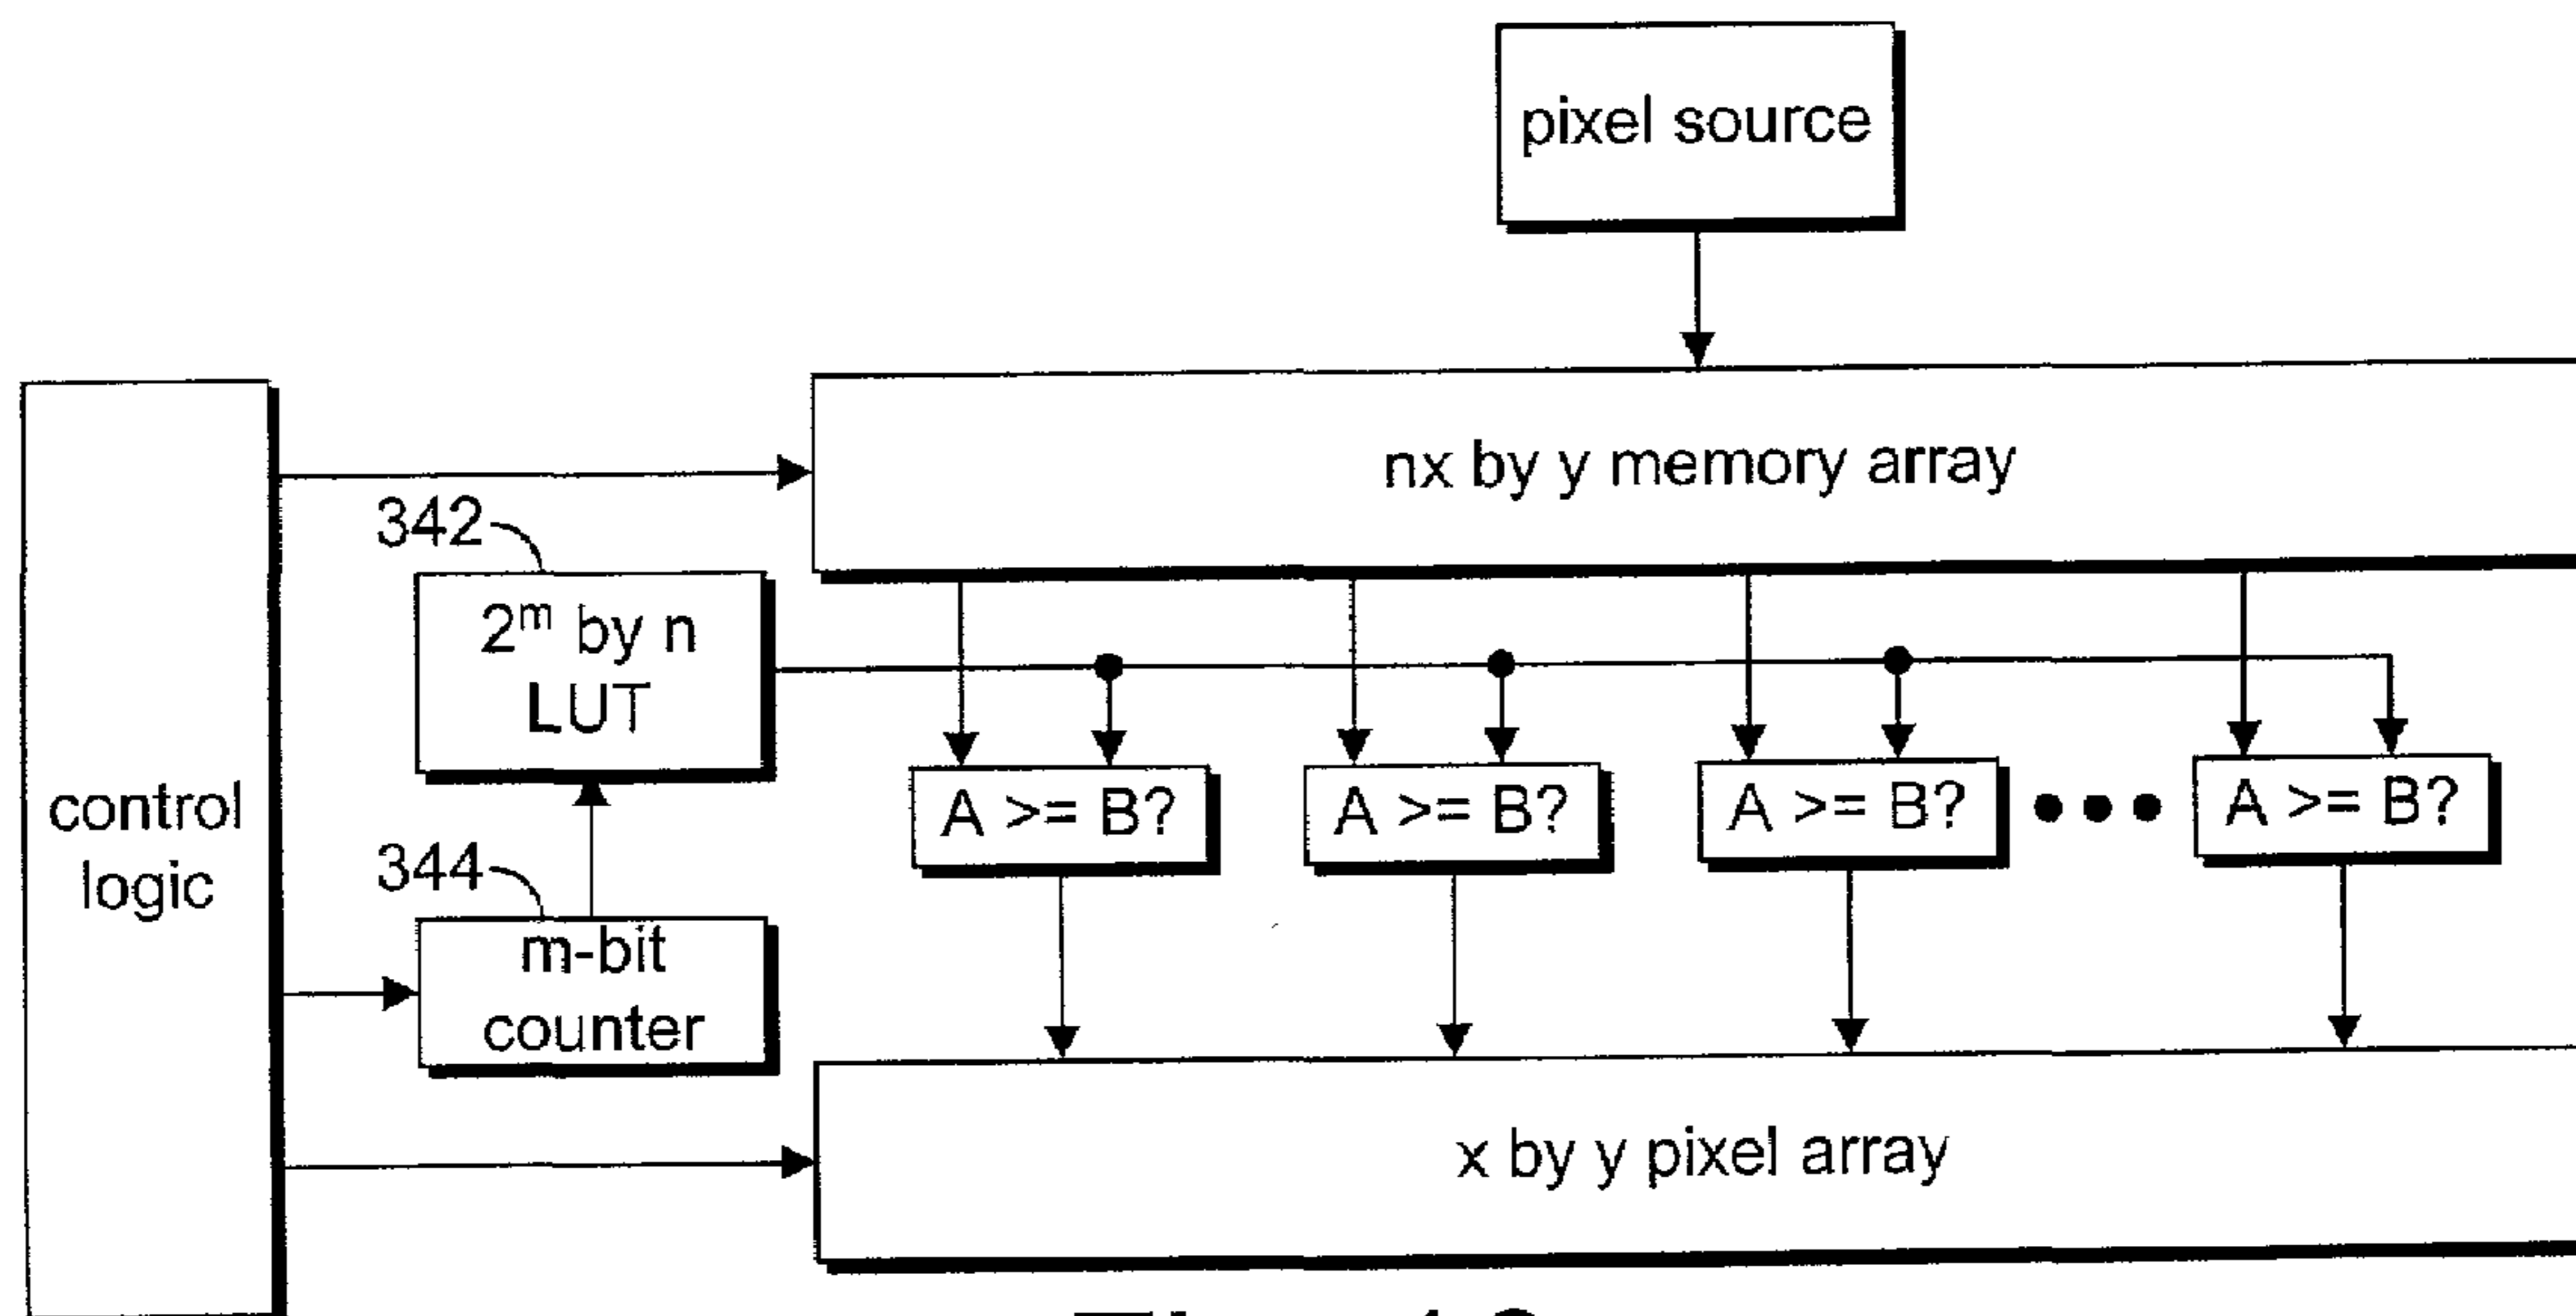 pixel source
nx by y memory array
342
2ᵐ by n
LUT
A >= B?
A >= B?
A >= B?
A >= B?
control
logic
344
m-bit
counter
x by y pixel array